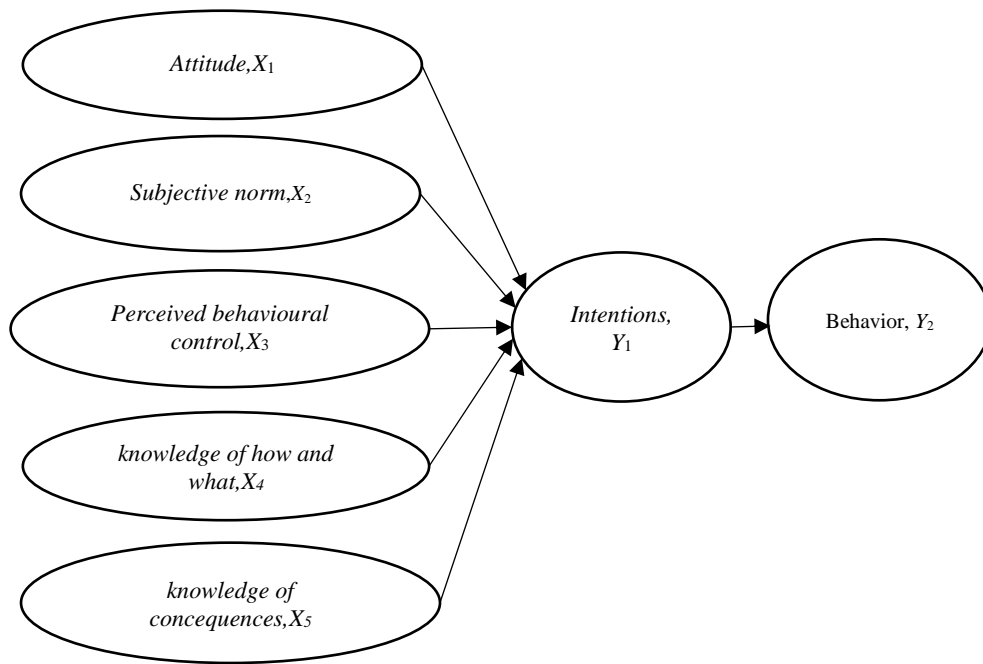 Attitude,X1
Subjective norm,X2
Perceived behavioural
control,X3
knowledge of how and
what,X4
knowledge of
concequences,X5
Intentions,
Y1
Behavior, Y2